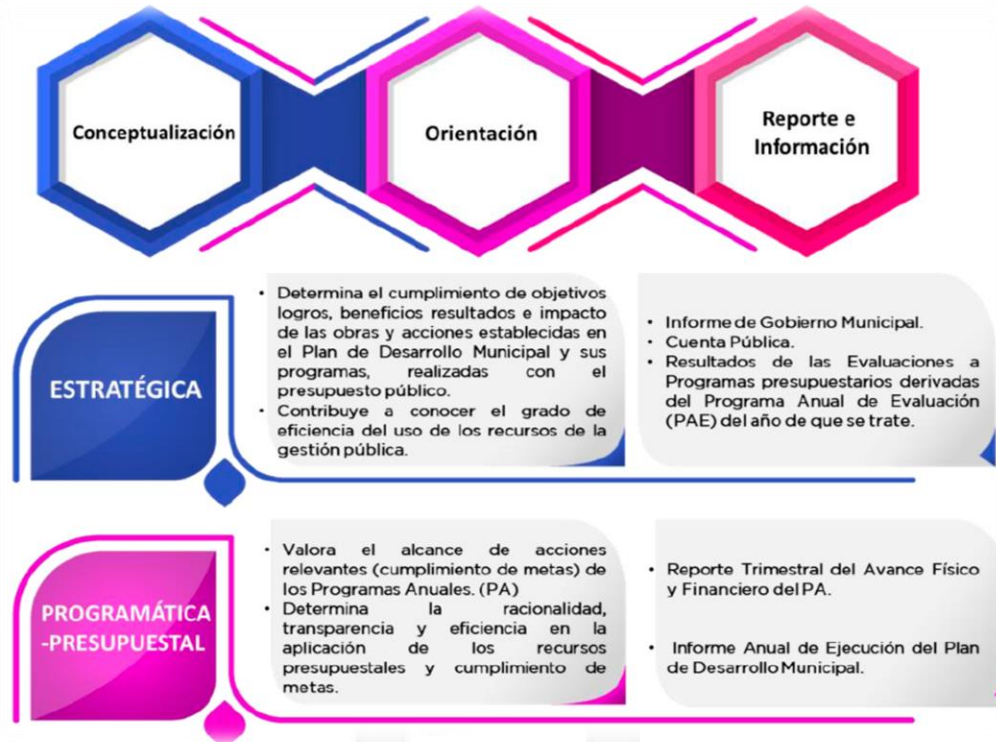 Conceptualización
Orientación
Reporte e
Información
ESTRATÉGICA
• Determina el cumplimiento de objetivos
logros, beneficios resultados e impacto
de las obras y acciones establecidas en
el Plan de Desarrollo Municipal y sus
programas, realizadas con el
presupuesto público.
• Contribuye a conocer el grado de
eficiencia del uso de los recursos de la
gestión pública.
• Informe de Gobierno Municipal.
• Cuenta Pública.
• Resultados de las Evaluaciones a
Programas presupuestarios derivadas
del Programa Anual de Evaluación
(PAE) del año de que se trate.
PROGRAMÁTICA
-PRESUPUESTAL
• Valora el alcance de acciones
relevantes (cumplimiento de metas) de
los Programas Anuales. (PA)
• Determina la racionalidad,
transparencia y eficiencia en la
aplicación de los recursos
presupuestales y cumplimiento de
metas.
• Reporte Trimestral del Avance Físico
y Financiero del PA.
• Informe Anual de Ejecución del Plan
de Desarrollo Municipal.